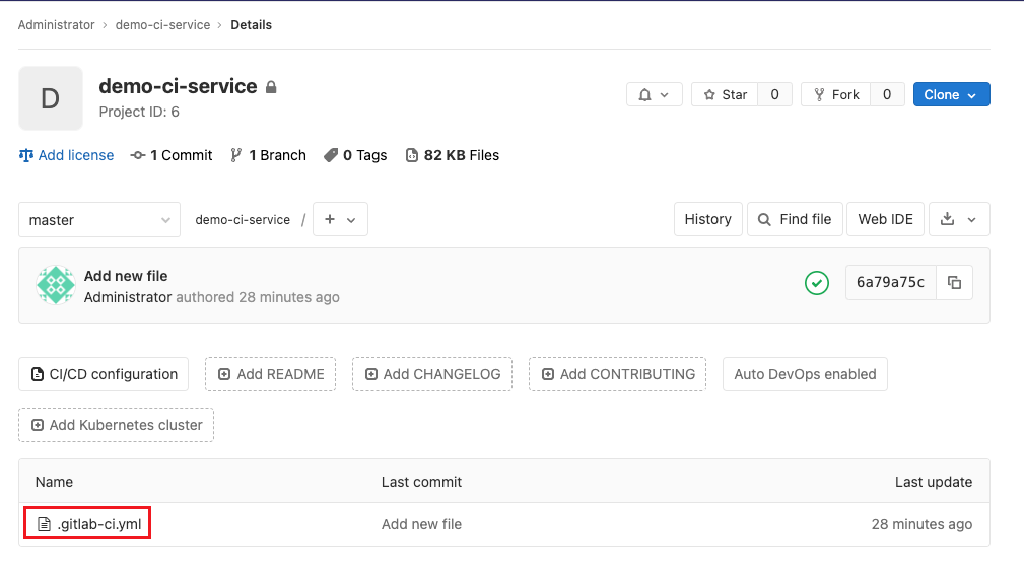 Administrator › demo-ci-service › Details
D
demo-ci-service
Project ID: 6
Star 0 Fork 0 Clone
Add license 1 Commit 1 Branch 0 Tags 82 KB Files
master demo-ci-service / + History Find file Web IDE
Add new file
Administrator authored 28 minutes ago
6a79a75c
CI/CD configuration Add README Add CHANGELOG Add CONTRIBUTING Auto DevOps enabled
Add Kubernetes cluster
Name Last commit Last update
.gitlab-ci.yml Add new file 28 minutes ago